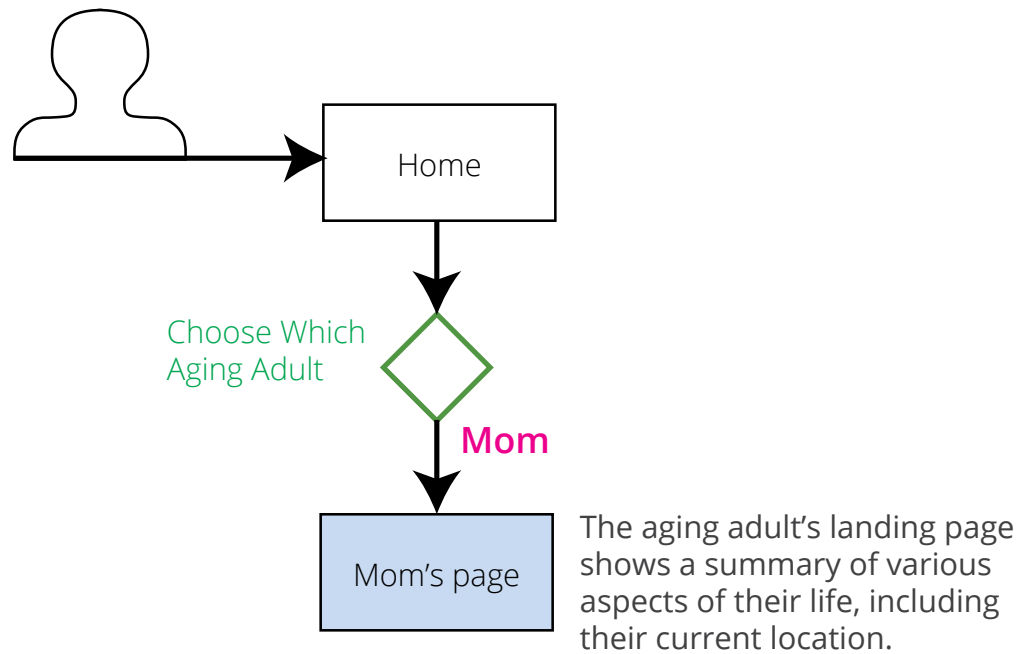 Home
Choose Which
Aging Adult
Mom
Mom’s page
The aging adult’s landing page
shows a summary of various
aspects of their life, including
their current location.